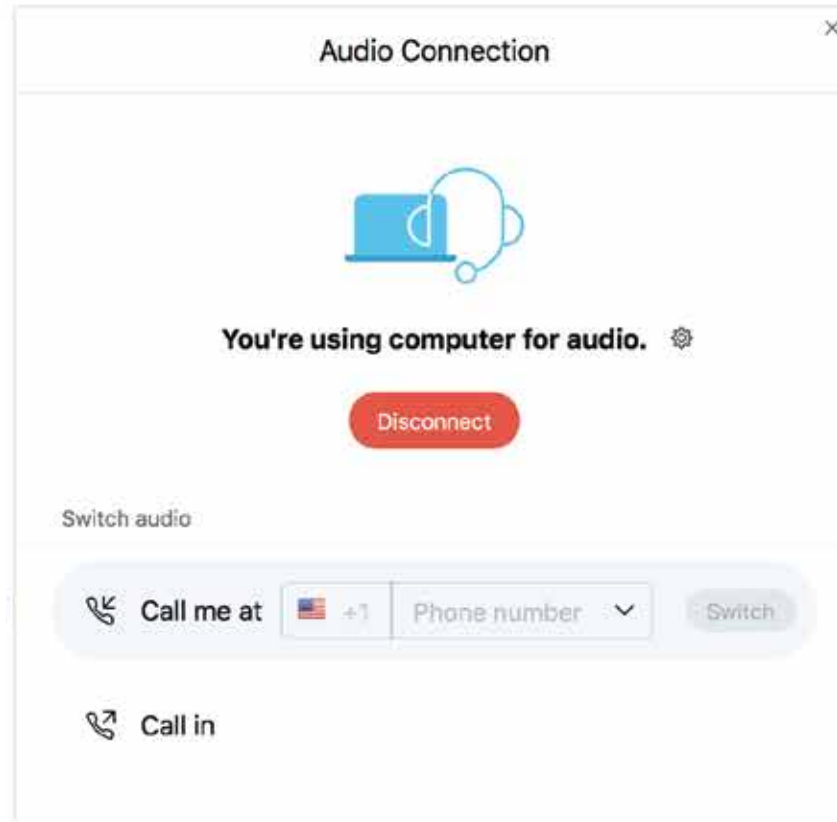 Audio Connection
You're using computer for audio.
Disconnect
Switch audio
Call me at +1 Phone number Switch
Call in